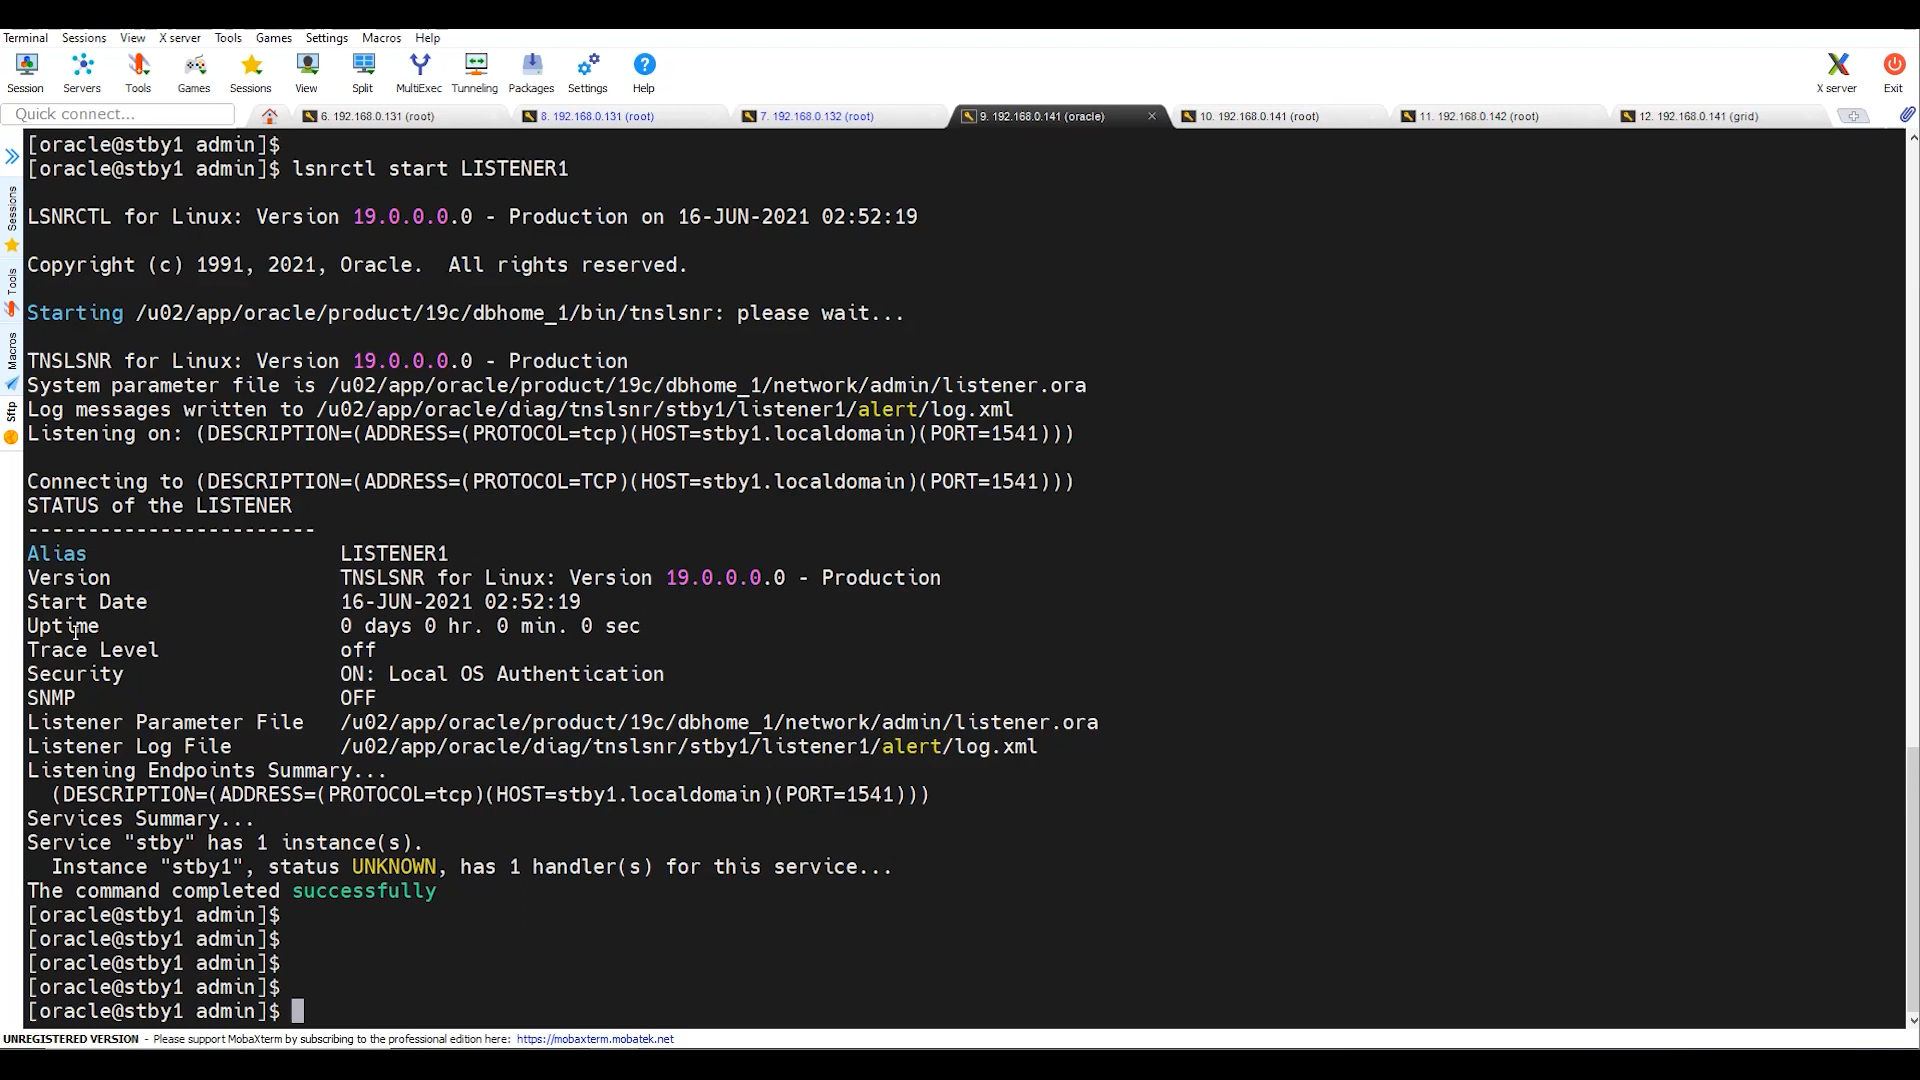 Terminal Sessions View X server Tools Games Settings Macros Help
Session Servers Tools Games Sessions View Split MultiExec Tunneling Packages Settings Help X server Exit
Quick connect... 6. 192.168.0.131 (root) 8. 192.168.0.131 (root) 7. 192.168.0.132 (root) 9. 192.168.0.141 (oracle) 10. 192.168.0.141 (root) 11. 192.168.0.142 (root) 12. 192.168.0.141 (grid)
Sessions
Tools
Macros
Sftp
[oracle@stby1 admin]$
[oracle@stby1 admin]$ lsnrctl start LISTENER1
LSNRCTL for Linux: Version 19.0.0.0.0 - Production on 16-JUN-2021 02:52:19
Copyright (c) 1991, 2021, Oracle.  All rights reserved.
Starting /u02/app/oracle/product/19c/dbhome_1/bin/tnslsnr: please wait...
TNSLSNR for Linux: Version 19.0.0.0.0 - Production
System parameter file is /u02/app/oracle/product/19c/dbhome_1/network/admin/listener.ora
Log messages written to /u02/app/oracle/diag/tnslsnr/stby1/listener1/alert/log.xml
Listening on: (DESCRIPTION=(ADDRESS=(PROTOCOL=tcp)(HOST=stby1.localdomain)(PORT=1541)))
Connecting to (DESCRIPTION=(ADDRESS=(PROTOCOL=TCP)(HOST=stby1.localdomain)(PORT=1541)))
STATUS of the LISTENER
------------------------
Alias                     LISTENER1
Version                   TNSLSNR for Linux: Version 19.0.0.0.0 - Production
Start Date                16-JUN-2021 02:52:19
Uptime                    0 days 0 hr. 0 min. 0 sec
Trace Level               off
Security                  ON: Local OS Authentication
SNMP                      OFF
Listener Parameter File   /u02/app/oracle/product/19c/dbhome_1/network/admin/listener.ora
Listener Log File         /u02/app/oracle/diag/tnslsnr/stby1/listener1/alert/log.xml
Listening Endpoints Summary...
  (DESCRIPTION=(ADDRESS=(PROTOCOL=tcp)(HOST=stby1.localdomain)(PORT=1541)))
Services Summary...
Service "stby" has 1 instance(s).
  Instance "stby1", status UNKNOWN, has 1 handler(s) for this service...
The command completed successfully
[oracle@stby1 admin]$
[oracle@stby1 admin]$
[oracle@stby1 admin]$
[oracle@stby1 admin]$
[oracle@stby1 admin]$
UNREGISTERED VERSION - Please support MobaXterm by subscribing to the professional edition here: https://mobaxterm.mobatek.net